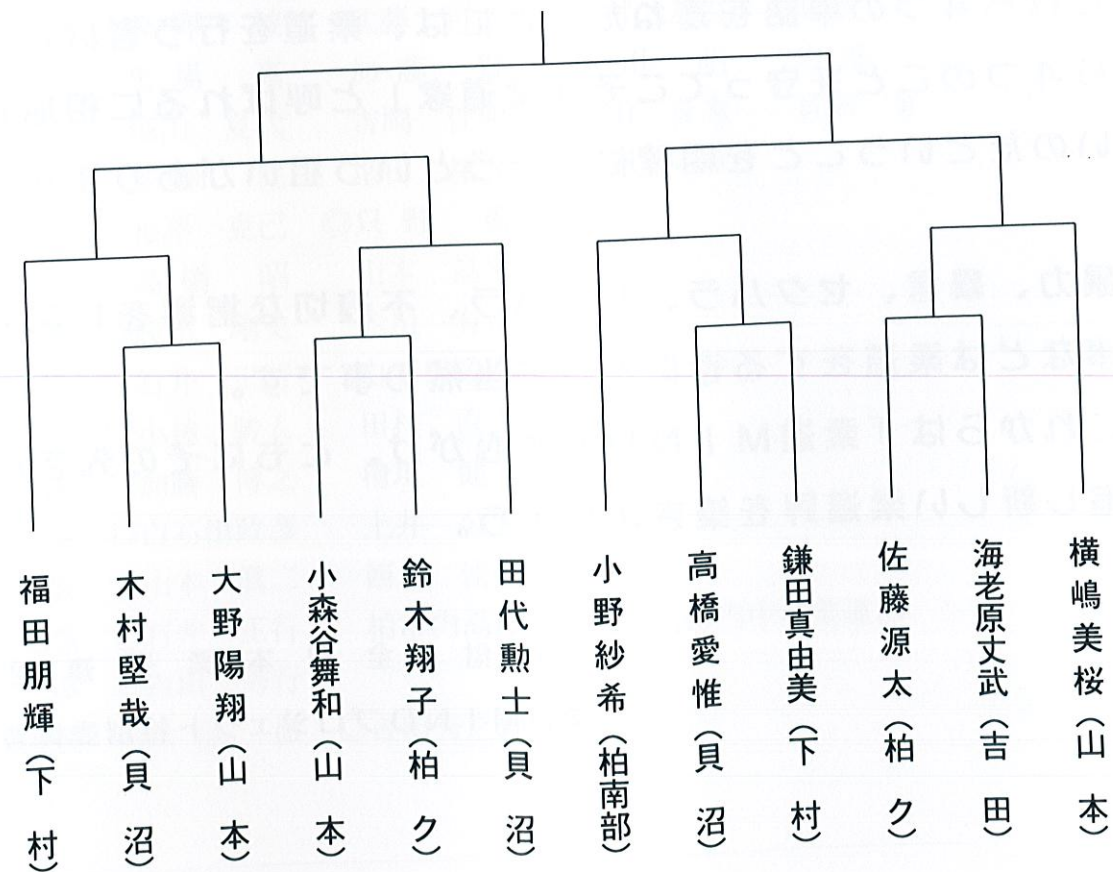 福田朋輝(下 村)
木村堅哉(貝 沼)
大野陽翔(山 本)
小森谷舞和(山 本)
鈴木翔子(柏 ク)
田代勲士(貝 沼)
小野紗希(柏南部)
高橋愛惟(貝 沼)
鎌田真由美(下 村)
佐藤源太(柏 ク)
海老原丈武(吉 田)
横嶋美桜(山 本)